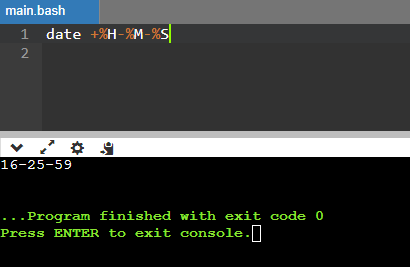 main.bash
1 date +%H-%M-%S
2
16-25-59
...Program finished with exit code 0
Press ENTER to exit console.